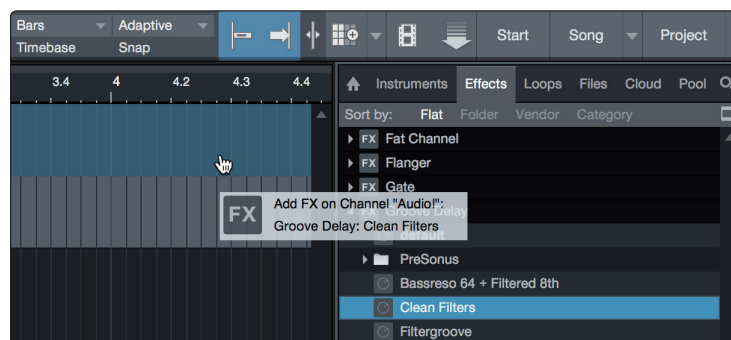 Bars Adaptive Start Song Project
Timebase Snap
3.4 4 4.2 4.3 4.4
Instruments Effects Loops Files Cloud Pool
Sort by: Flat Folder Vendor Category
FX Fat Channel
FX Flanger
FX Gate
FX Groove Delay
FX Add FX on Channel "Audio!":
Groove Delay: Clean Filters
default
PreSonus
Bassreso 64 + Filtered 8th
Clean Filters
Filtergroove